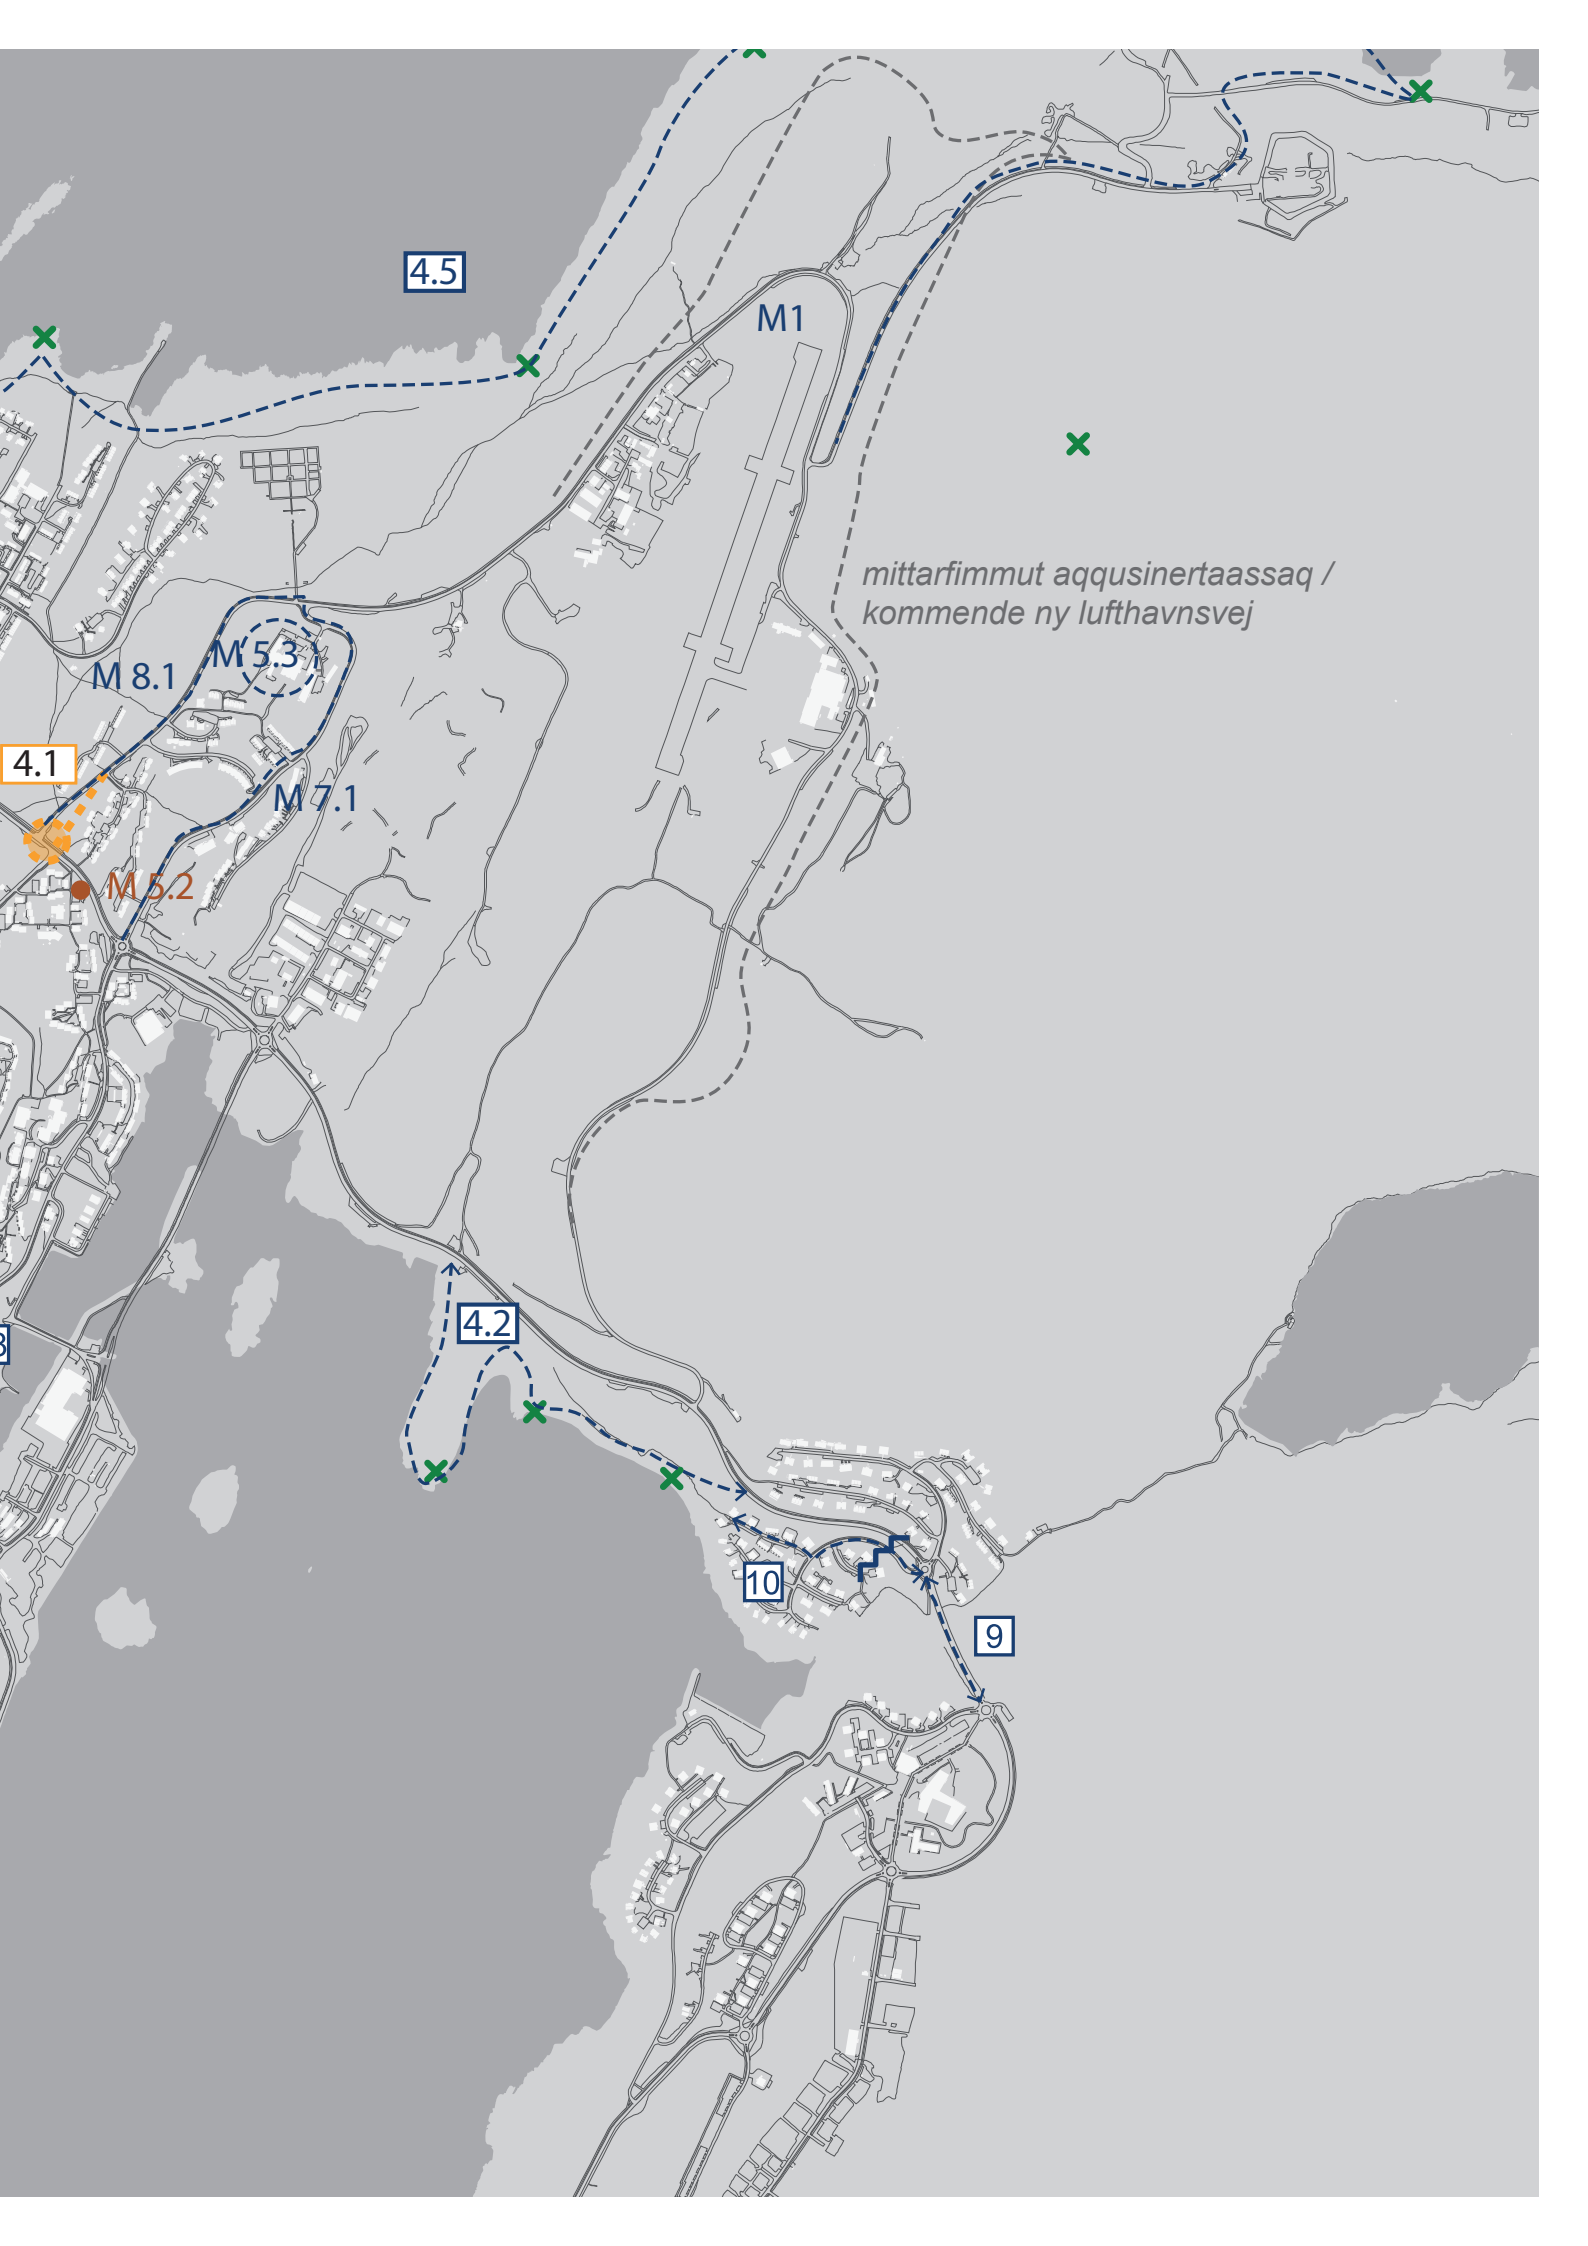 4.5
M1
mittarfimmut aqqusinertaassaq /
kommende ny lufthavnsvej
M 5.3
M 8.1
4.1
M 7.1
M 5.2
4.2
10
9